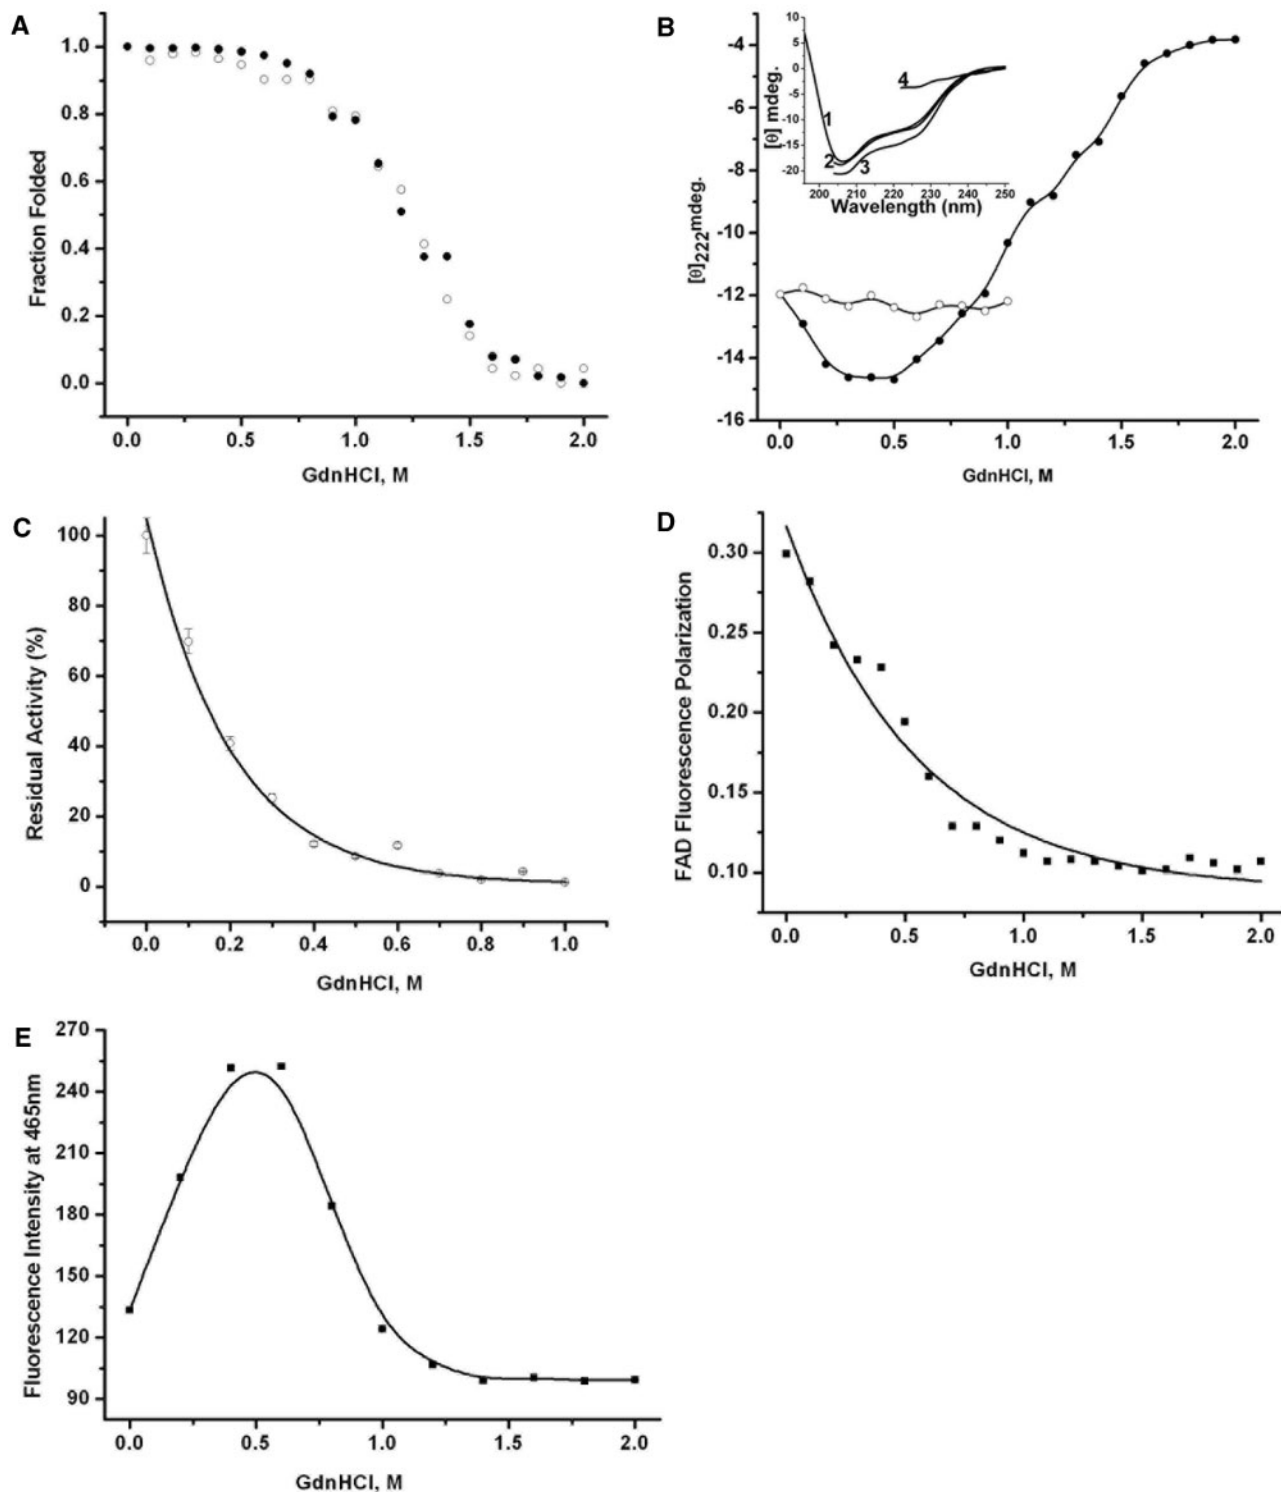 A
Fraction Folded
1.0
0.8
0.6
0.4
0.2
0.0
0.0 0.5 1.0 1.5 2.0
GdnHCl, M
B
[θ]222mdeg.
-4
-6
-8
-10
-12
-14
-16
0.0 0.5 1.0 1.5 2.0
GdnHCl, M
[θ] mdeg.
10
5
0
-5
-10
-15
-20
1
2
3
4
200 210 220 230 240 250
Wavelength (nm)
C
Residual Activity (%)
100
80
60
40
20
0
0.0 0.2 0.4 0.6 0.8 1.0
GdnHCl, M
D
FAD Fluorescence Polarization
0.30
0.25
0.20
0.15
0.10
0.0 0.5 1.0 1.5 2.0
GdnHCl, M
E
Fluorescence Intensity at 465nm
270
240
210
180
150
120
90
0.0 0.5 1.0 1.5 2.0
GdnHCl, M